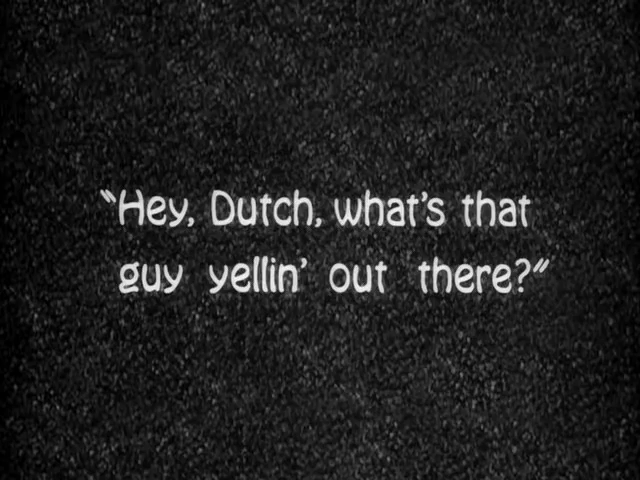 “Hey, Dutch, what's that
guy yellin' out there?”